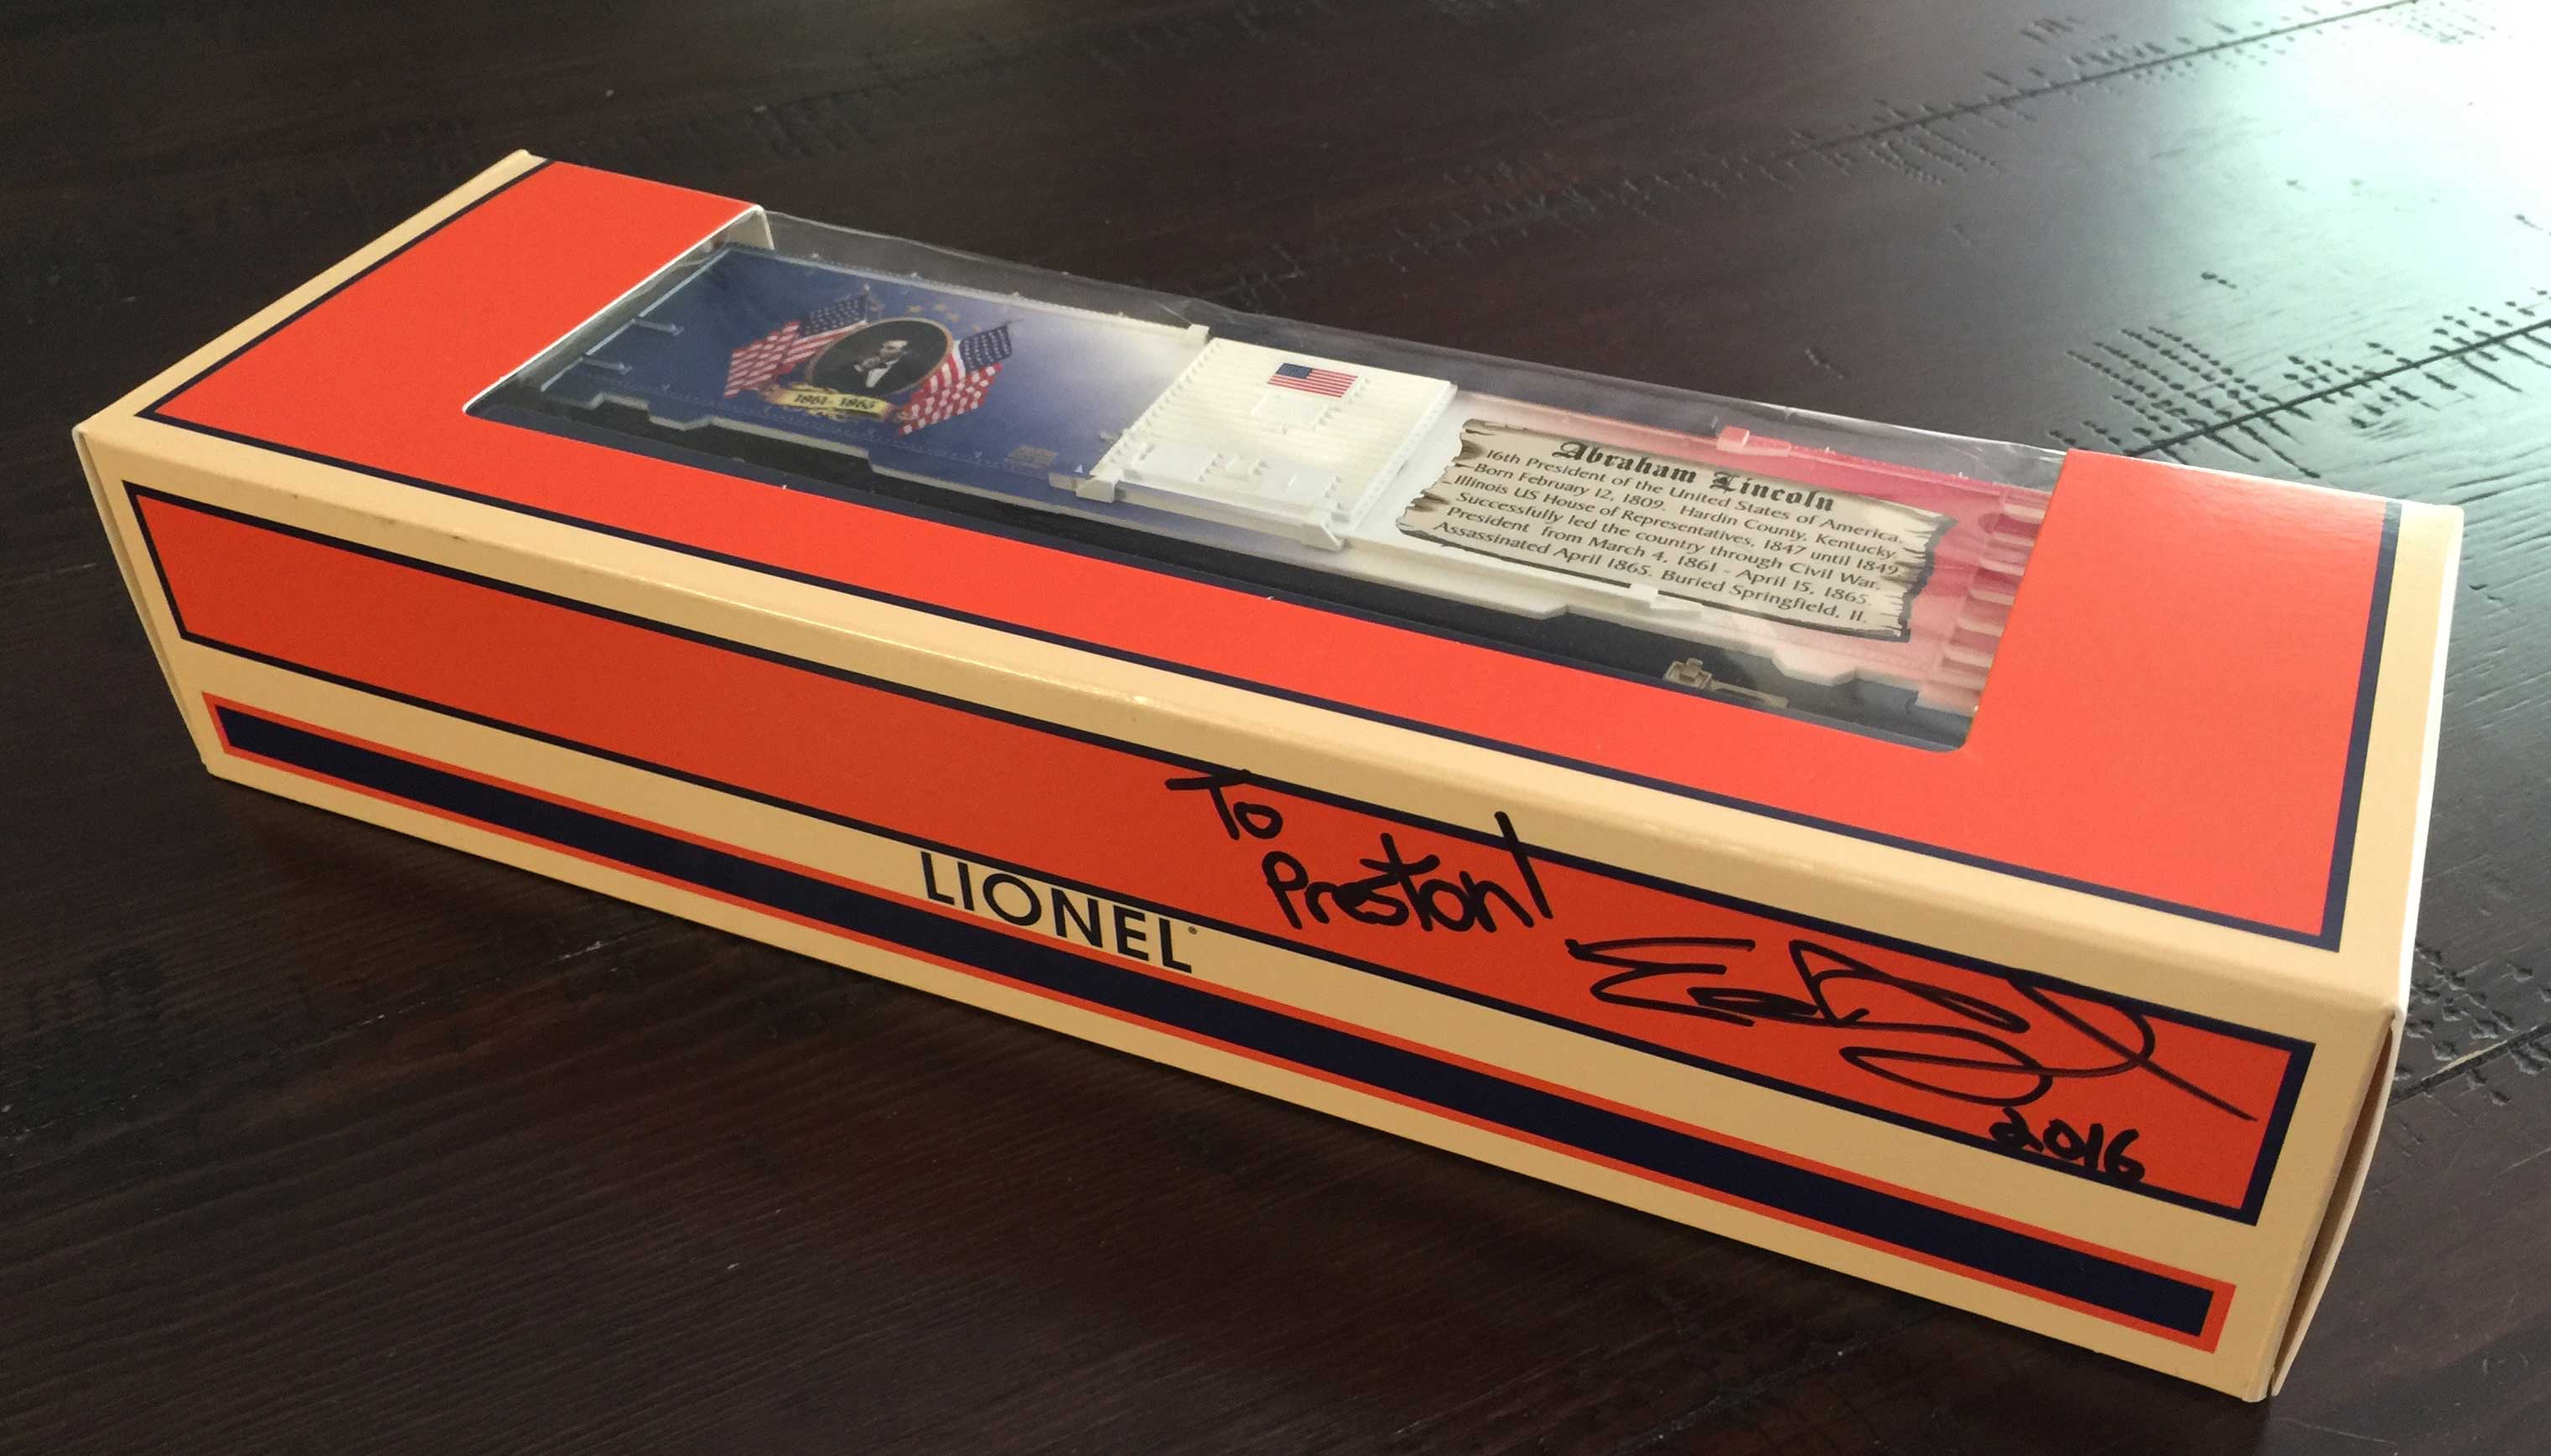 1861 - 1865
Abraham Lincoln
16th President of the United States of America.
Born February 12, 1809. Hardin County, Kentucky.
Illinois US House of Representatives, 1847 until 1849.
Successfully led the country through Civil War.
President from March 4, 1861 - April 15, 1865.
Assassinated April 1865. Buried Springfield, Il.
To
Preston!
2016
LIONEL